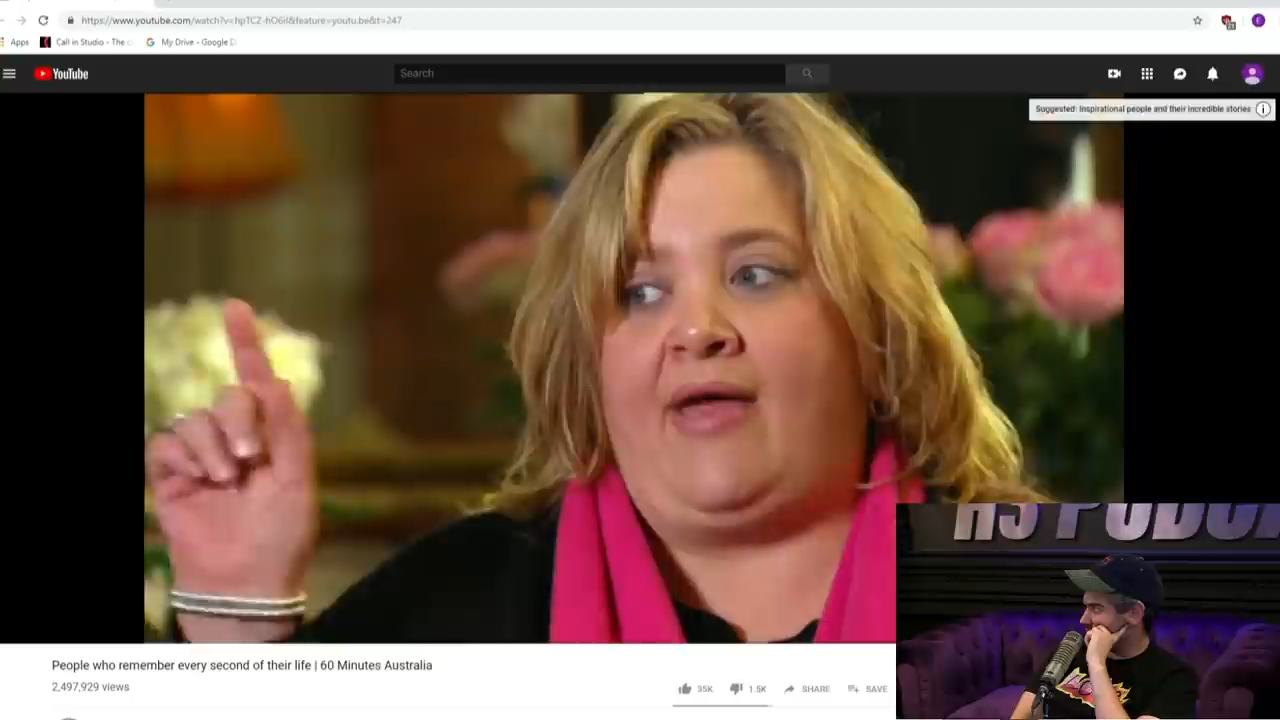 https://www.youtube.com/watch?v=hpTCZ-hO6iI&feature=youtu.be&t=247
Apps
Call in Studio - The
My Drive - Google
YouTube
Search
Suggested: Inspirational people and their incredible stories
H3 PODCA
People who remember every second of their life | 60 Minutes Australia
2,497,929 views
35K
1.5K
SHARE
SAVE